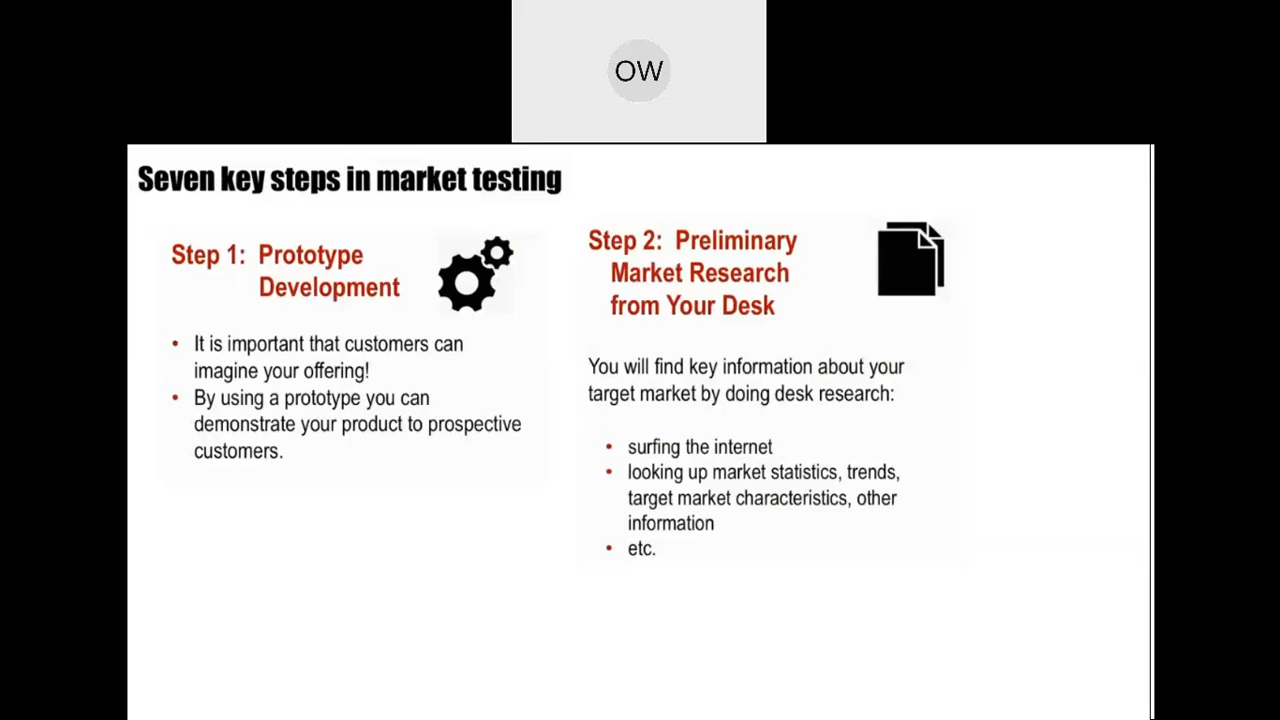 OW
Seven key steps in market testing
Step 1: Prototype
Development
• It is important that customers can
imagine your offering!
• By using a prototype you can
demonstrate your product to prospective
customers.
Step 2: Preliminary
Market Research
from Your Desk
You will find key information about your
target market by doing desk research:
• surfing the internet
• looking up market statistics, trends,
target market characteristics, other
information
• etc.